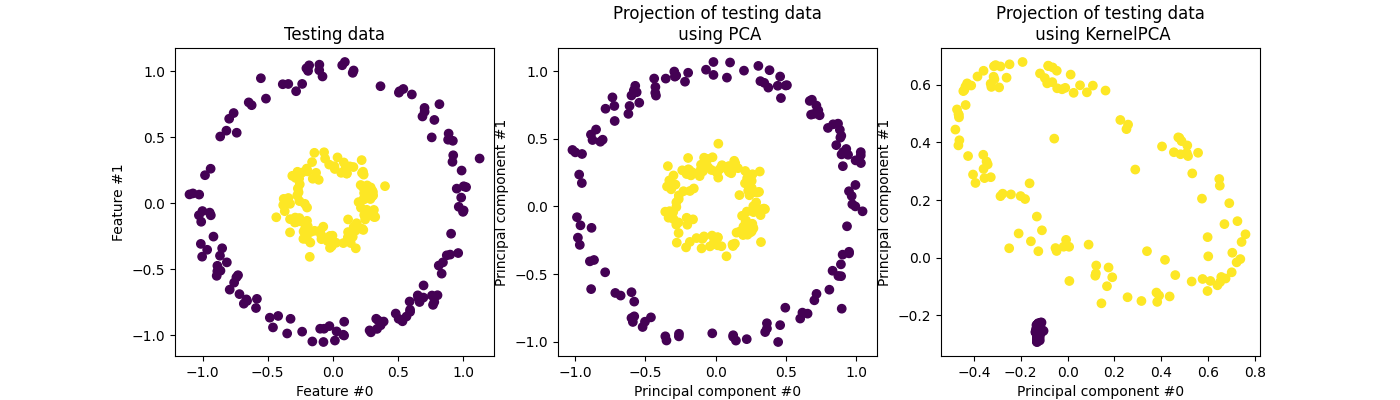 Testing data
Feature #1
1.0
0.5
0.0
−0.5
−1.0
−1.0
−0.5
0.0
0.5
1.0
Feature #0
Projection of testing data
using PCA
Principal component #1
1.0
0.5
0.0
−0.5
−1.0
−1.0
−0.5
0.0
0.5
1.0
Principal component #0
Projection of testing data
using KernelPCA
Principal component #1
0.6
0.4
0.2
0.0
−0.2
−0.4
−0.2
0.0
0.2
0.4
0.6
0.8
Principal component #0